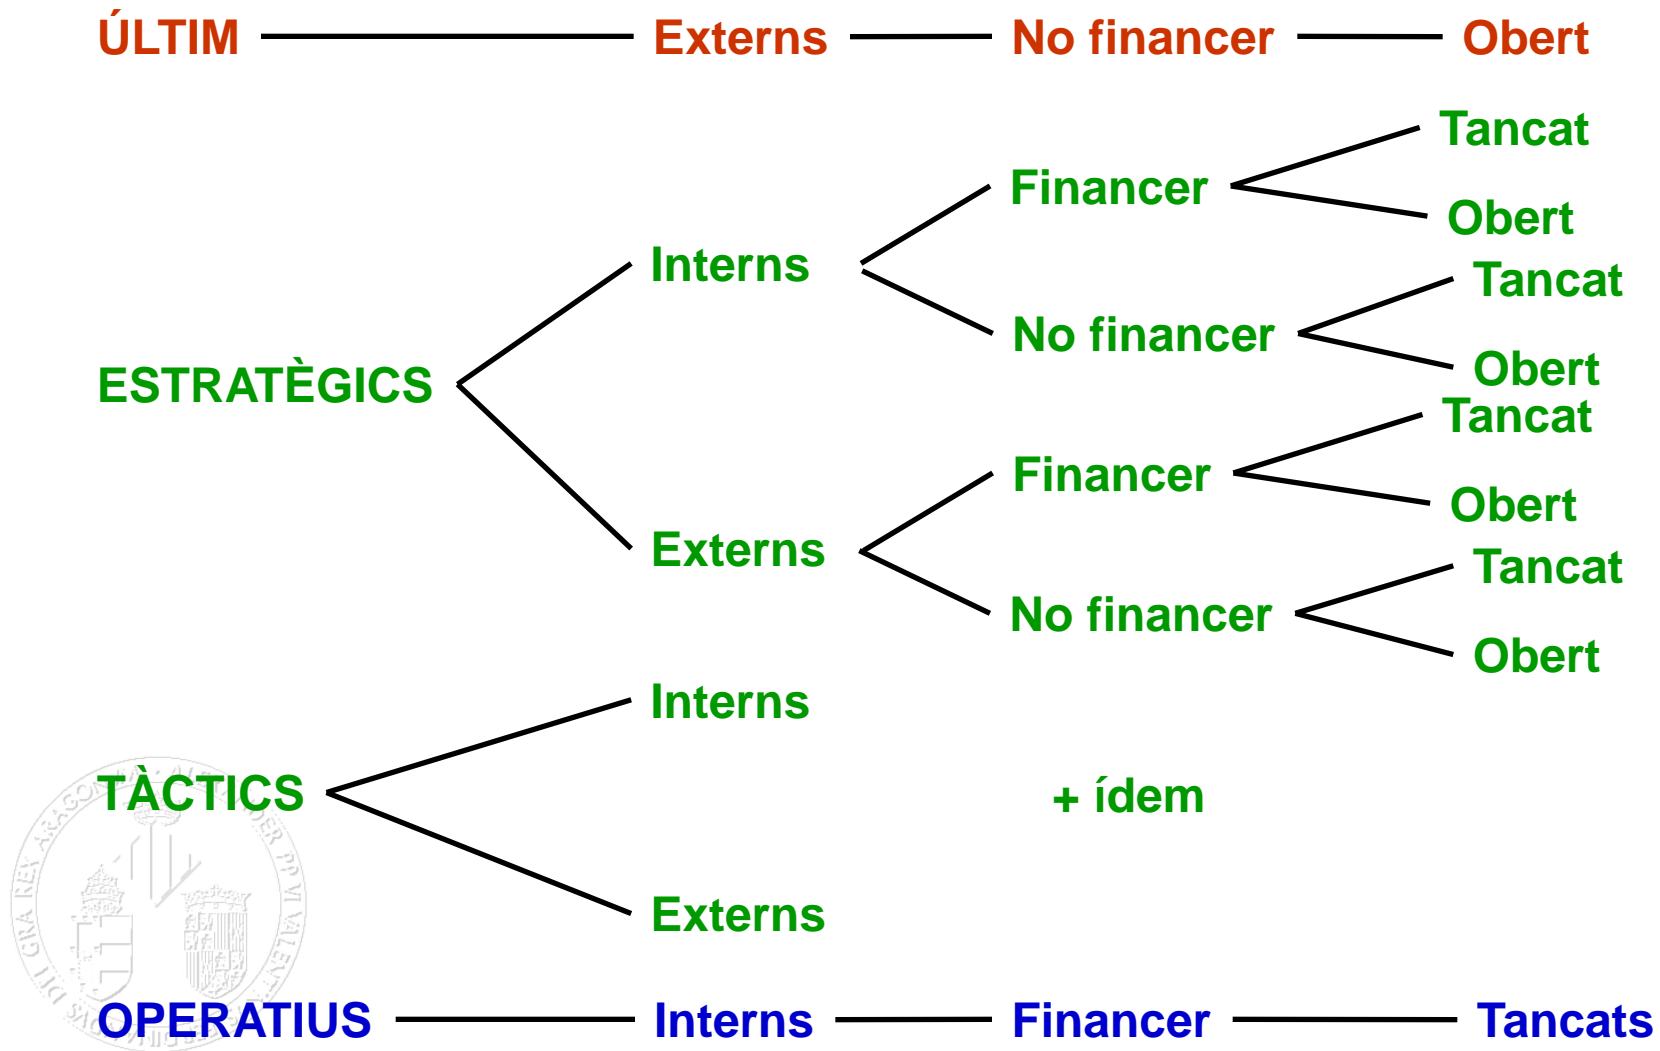 ÚLTIM Externs No financer Obert
Tancat
Financer
Obert
Interns
Tancat
No financer
Obert
ESTRATÈGICS
Tancat
Financer
Obert
Externs
Tancat
No financer
Obert
Interns
TÀCTICS + ídem
Externs
OPERATIUS Interns Financer Tancats